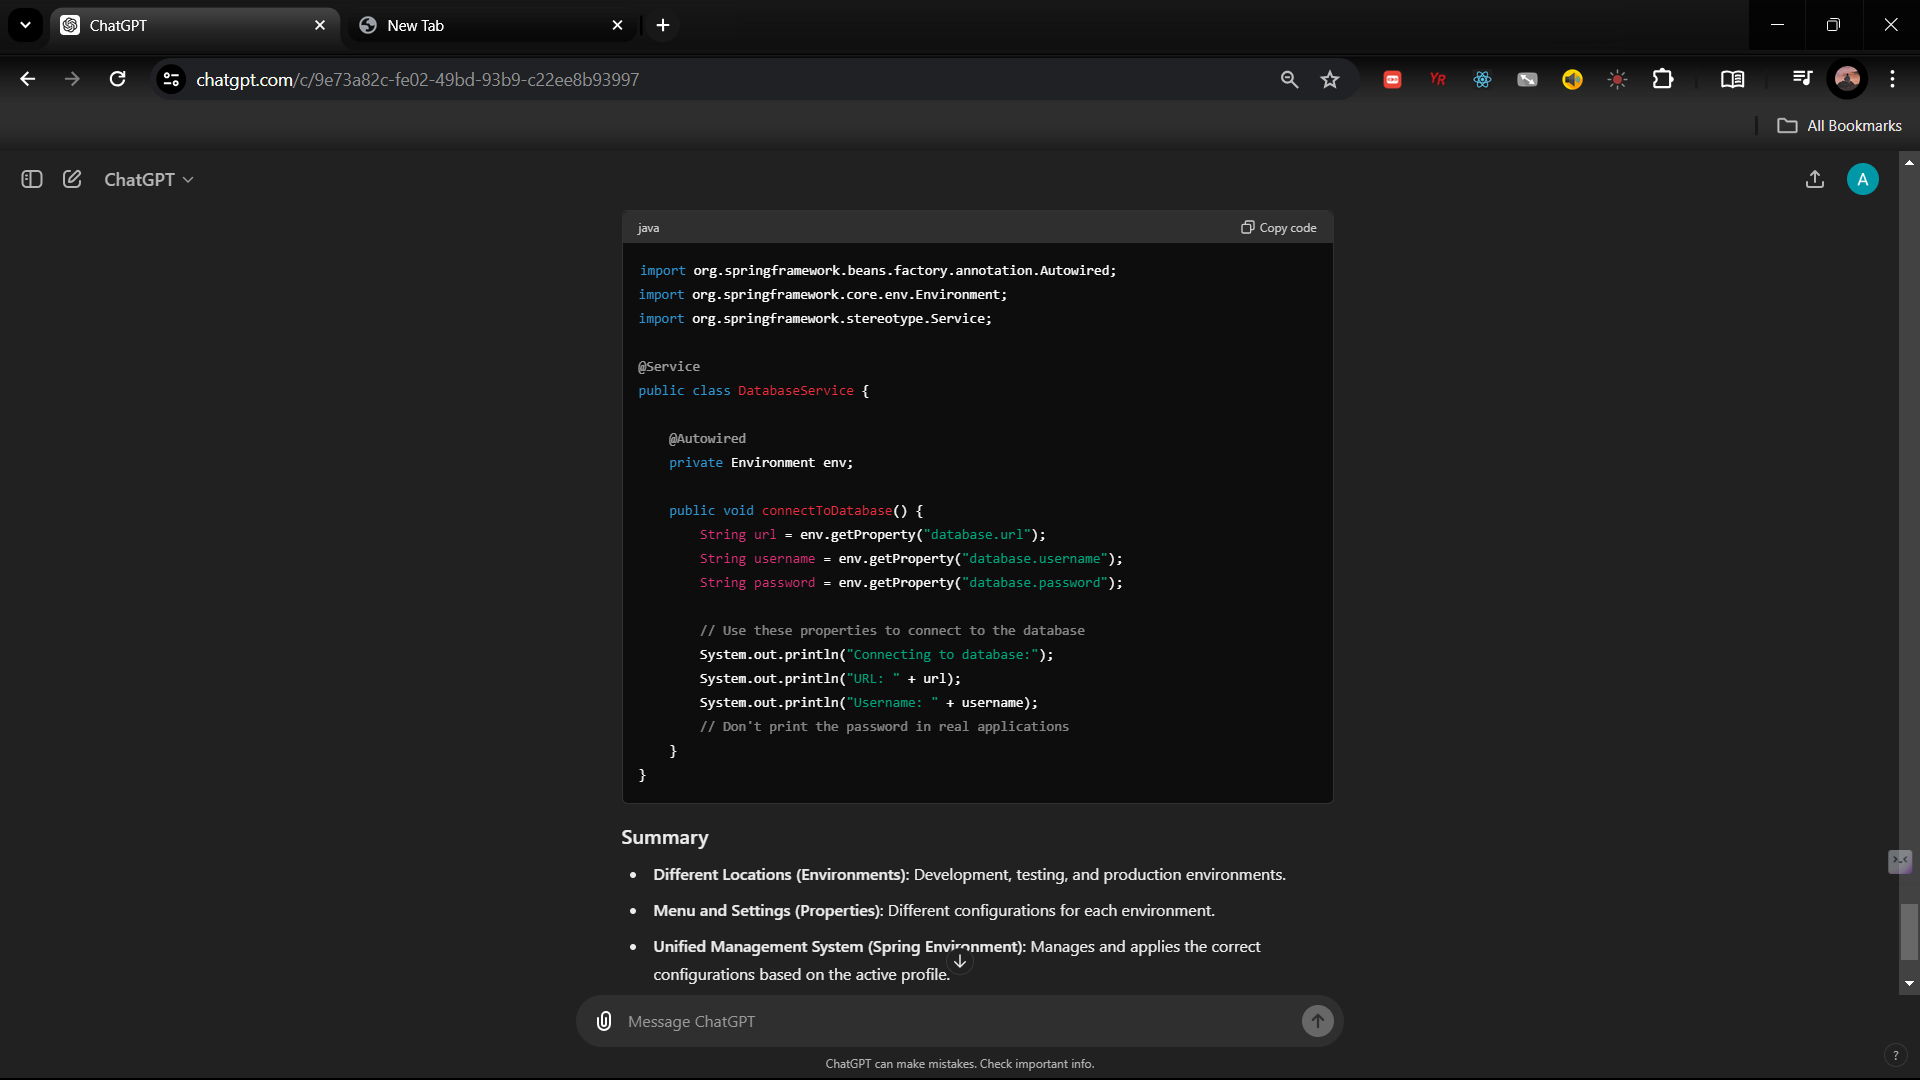 ChatGPT
New Tab
chatgpt.com/c/9e73a82c-fe02-49bd-93b9-c22ee8b93997
YR
All Bookmarks
ChatGPT
A
java
Copy code
import org.springframework.beans.factory.annotation.Autowired;
import org.springframework.core.env.Environment;
import org.springframework.stereotype.Service;
@Service
public class DatabaseService {
@Autowired
private Environment env;
public void connectToDatabase() {
String url = env.getProperty("database.url");
String username = env.getProperty("database.username");
String password = env.getProperty("database.password");
// Use these properties to connect to the database
System.out.println("Connecting to database:");
System.out.println("URL: " + url);
System.out.println("Username: " + username);
// Don't print the password in real applications
}
}
Summary
• Different Locations (Environments): Development, testing, and production environments.
• Menu and Settings (Properties): Different configurations for each environment.
• Unified Management System (Spring Environment): Manages and applies the correct
configurations based on the active profile.
Message ChatGPT
ChatGPT can make mistakes. Check important info.
?